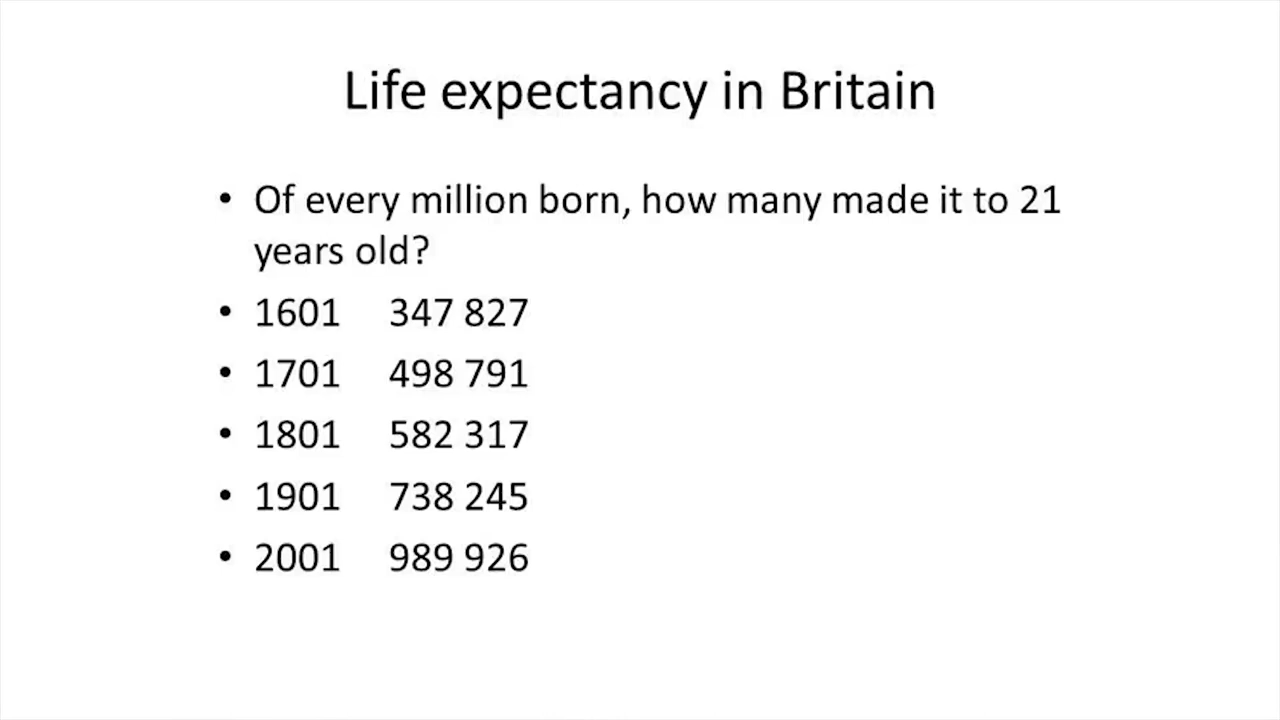 Life expectancy in Britain
• Of every million born, how many made it to 21
years old?
• 1601 347 827
• 1701 498 791
• 1801 582 317
• 1901 738 245
• 2001 989 926